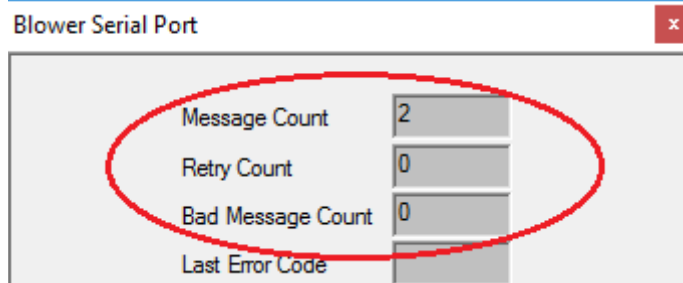 Blower Serial Port x
Message Count 2
Retry Count 0
Bad Message Count 0
Last Error Code